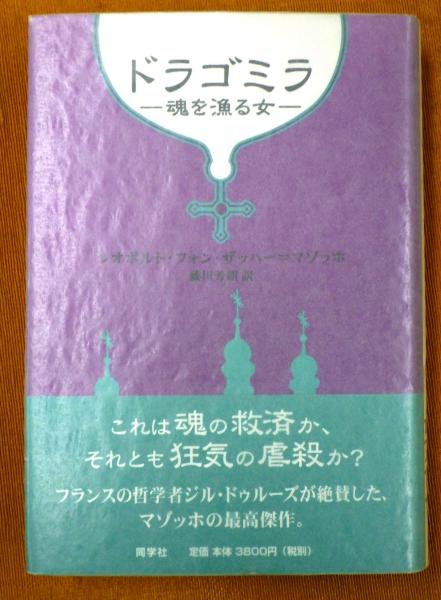 ドラゴミラ
―魂を漁る女―
レオポルト・フォン・ザッハー=マゾッホ
藤川芳朗 訳
これは魂の救済か、
それとも狂気の虐殺か?
フランスの哲学者ジル・ドゥルーズが絶賛した、
マゾッホの最高傑作。
同学社 定価 本体 3800円(税別)